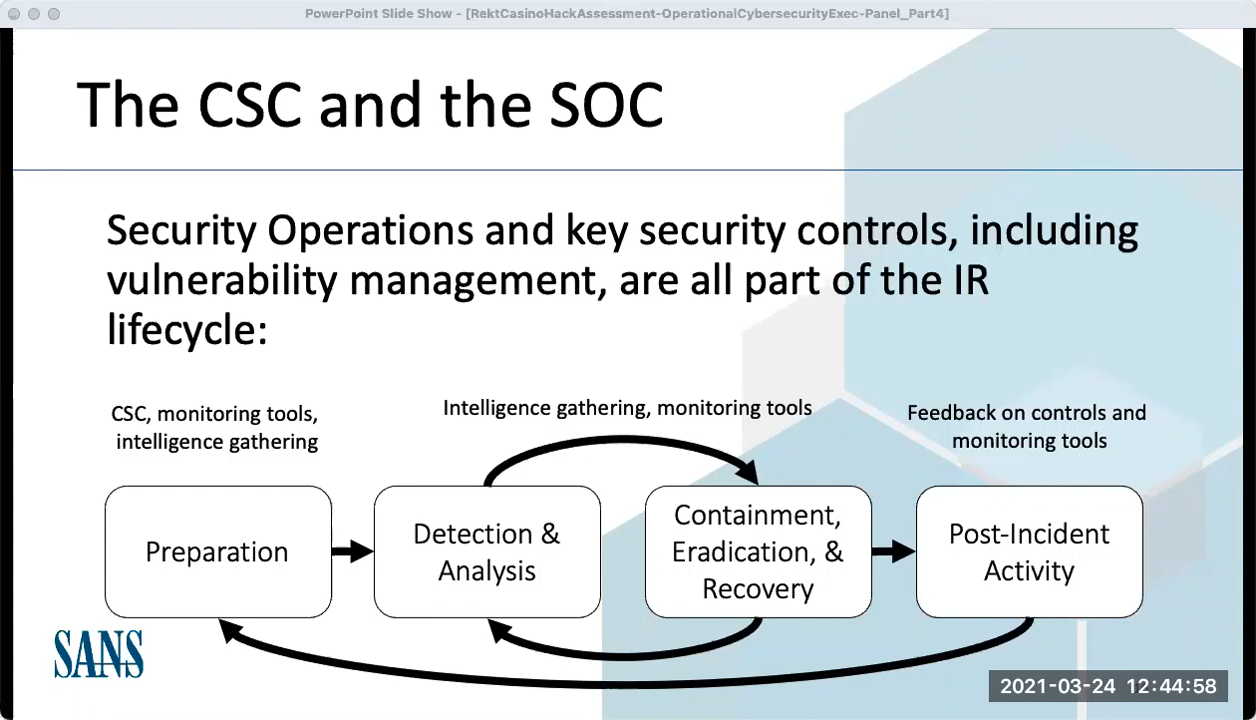 PowerPoint Slide Show - [RektCasinoHackAssessment-OperationalCybersecurityExec-Panel_Part4]
The CSC and the SOC
Security Operations and key security controls, including
vulnerability management, are all part of the IR
lifecycle:
CSC, monitoring tools,
intelligence gathering
Intelligence gathering, monitoring tools
Feedback on controls and
monitoring tools
Preparation
Detection &
Analysis
Containment,
Eradication, &
Recovery
Post-Incident
Activity
SANS
2021-03-24 12:44:58